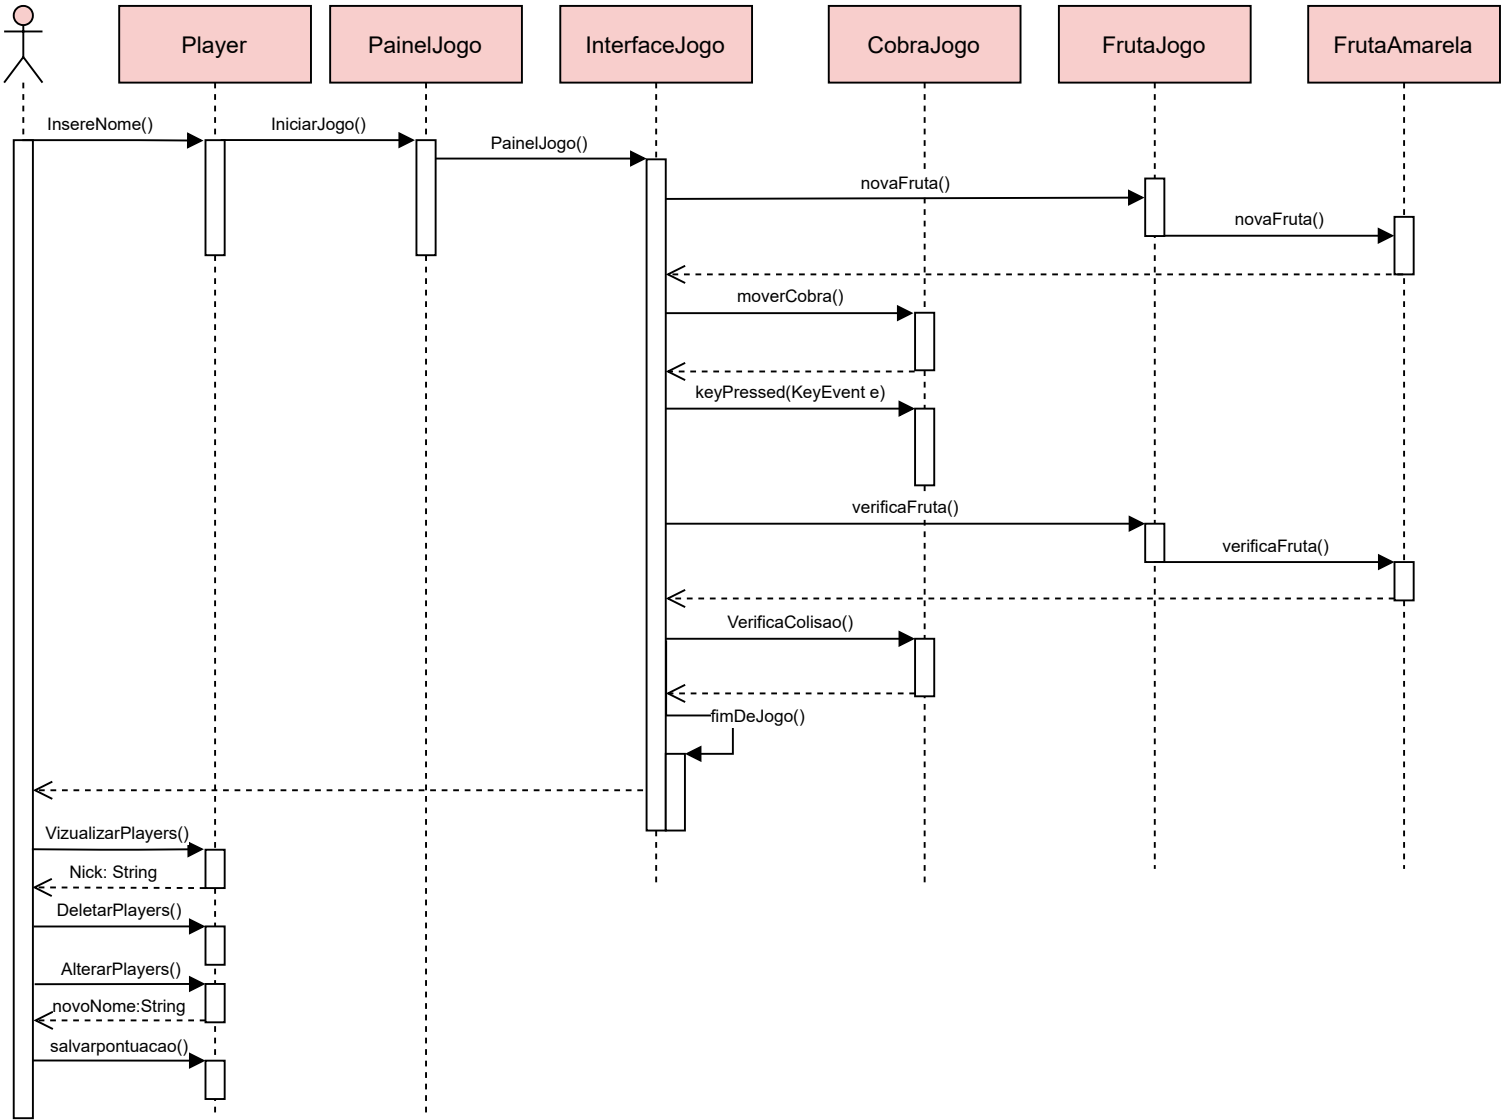 Player
PainelJogo
InterfaceJogo
CobraJogo
FrutaJogo
FrutaAmarela
InsereNome()
IniciarJogo()
PainelJogo()
novaFruta()
novaFruta()
moverCobra()
keyPressed(KeyEvent e)
verificaFruta()
verificaFruta()
VerificaColisao()
fimDeJogo()
VizualizarPlayers()
Nick: String
DeletarPlayers()
AlterarPlayers()
novoNome:String
salvarpontuacao()